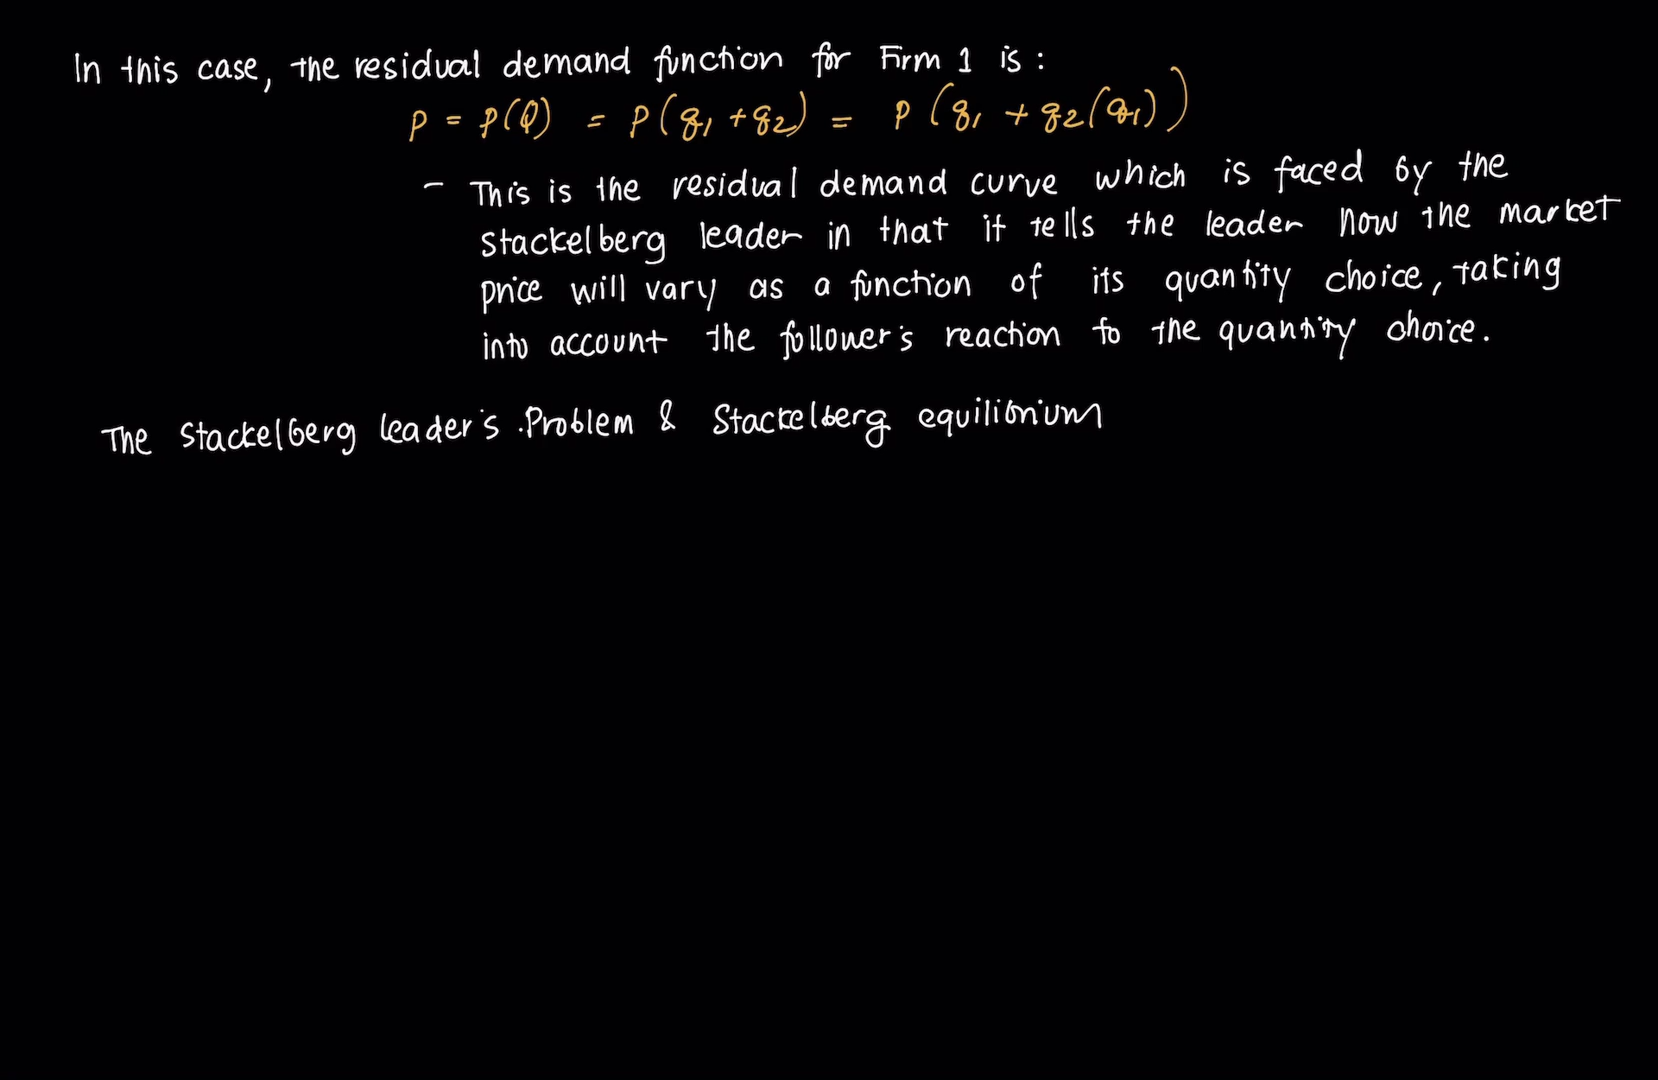 In this case, the residual demand function for Firm 1 is :
P = P(Q) = P(q1 + q2) = P (q1 + q2(q1))
- This is the residual demand curve which is faced by the
stackelberg leader in that it tells the leader how the market
price will vary as a function of its quantity choice, taking
into account the follower's reaction to the quantity choice.
The Stackelberg leader's Problem & Stackelberg equilibrium